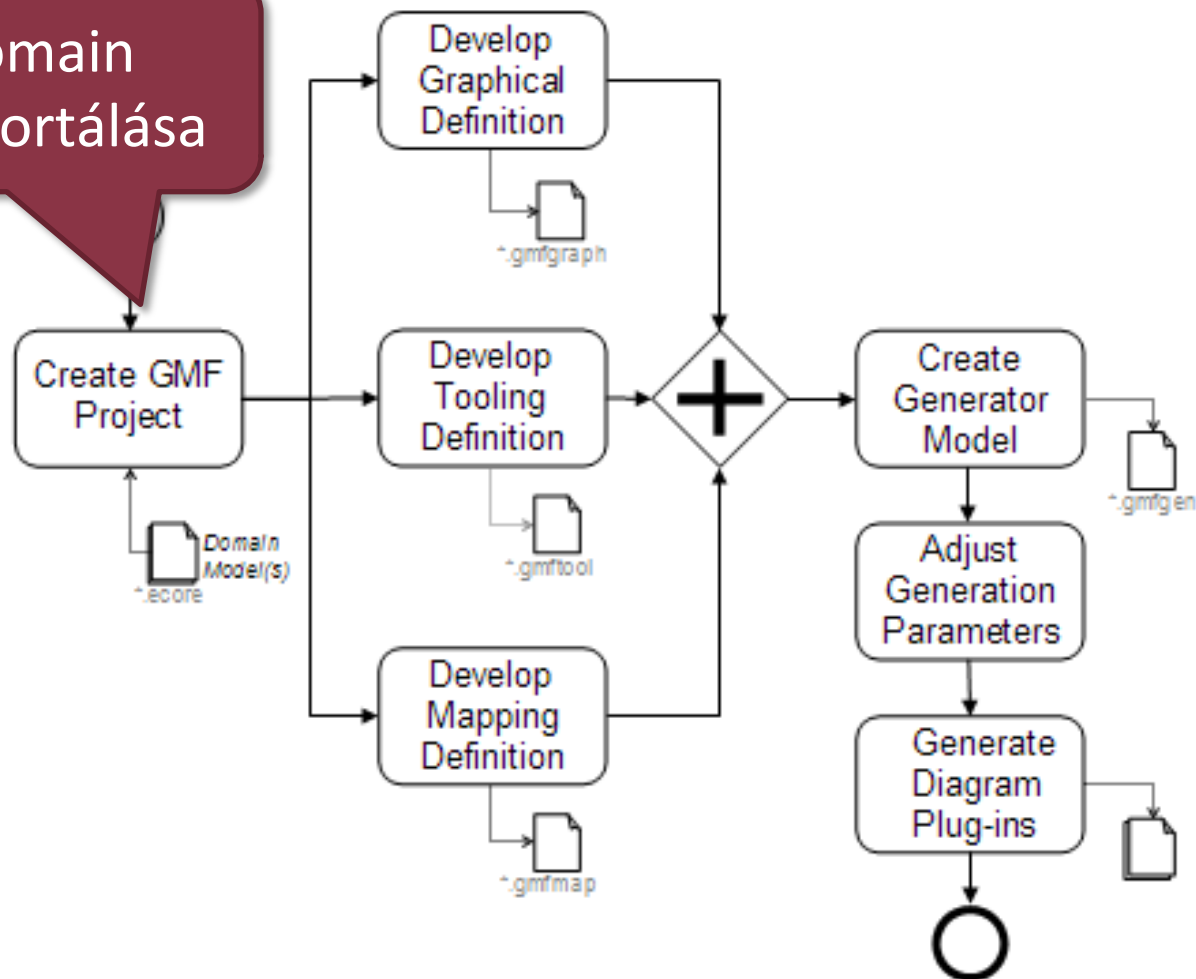 ortálása
Create GMF
Project
Domain
Model(s)
*.ecore
Develop
Graphical
Definition
*.gmfgraph
Develop
Tooling
Definition
*.gmftool
Develop
Mapping
Definition
*.gmfmap
Create
Generator
Model
*.gmfgen
Adjust
Generation
Parameters
Generate
Diagram
Plug-ins